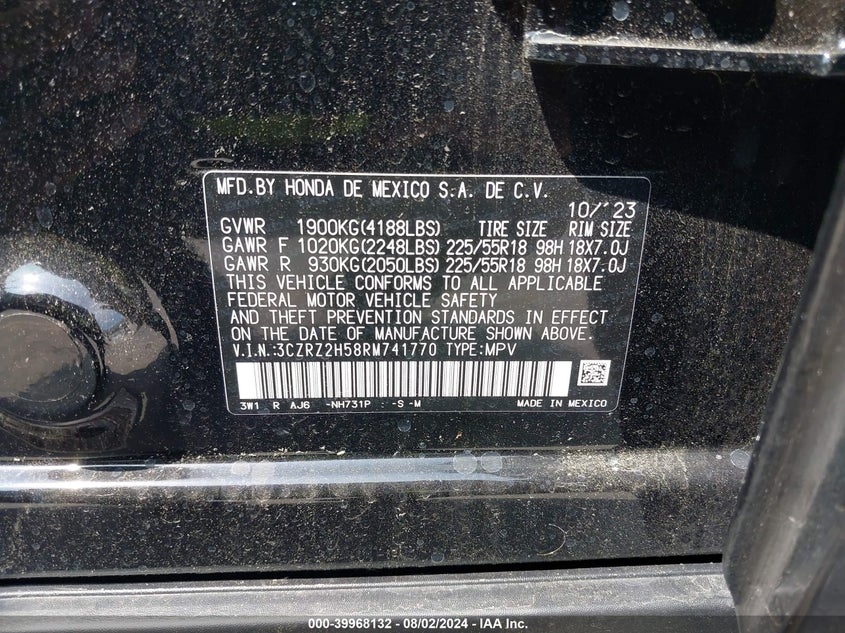 MFD.BY HONDA DE MEXICO S.A. DE C.V.
10/'23
GVWR 1900KG(4188LBS) TIRE SIZE RIM SIZE
GAWR F 1020KG(2248LBS) 225/55R18 98H 18X7.0J
GAWR R 930KG(2050LBS) 225/55R18 98H 18X7.0J
THIS VEHICLE CONFORMS TO ALL APPLICABLE
FEDERAL MOTOR VEHICLE SAFETY
AND THEFT PREVENTION STANDARDS IN EFFECT
ON THE DATE OF MANUFACTURE SHOWN ABOVE.
V.I.N.:3CZRZ2H58RM741770 TYPE:MPV
3W1 R AJ6 -NH731P -S -M MADE IN MEXICO
000-39968132 - 08/02/2024 - IAA Inc.